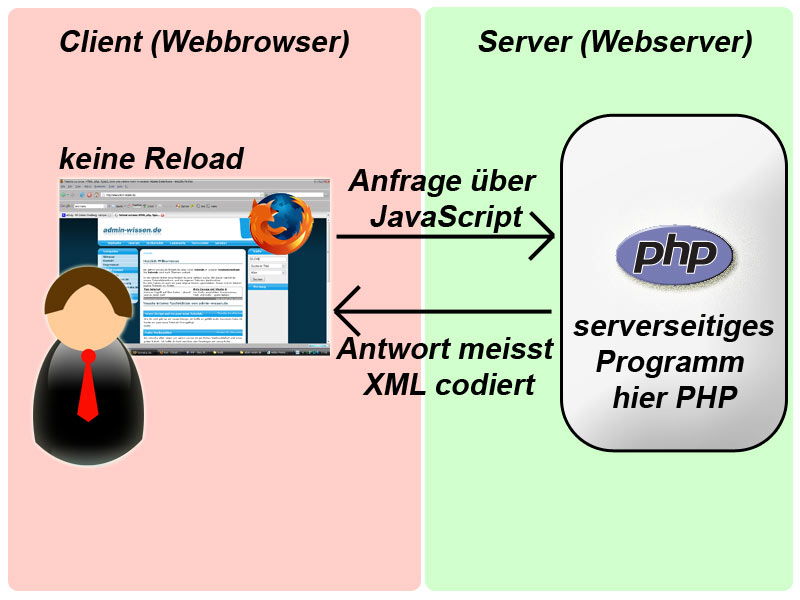 Client (Webbrowser)
Server (Webserver)
keine Reload
Anfrage über
JavaScript
admin-wissen.de
php
Antwort meisst
XML codiert
serverseitiges
Programm
hier PHP